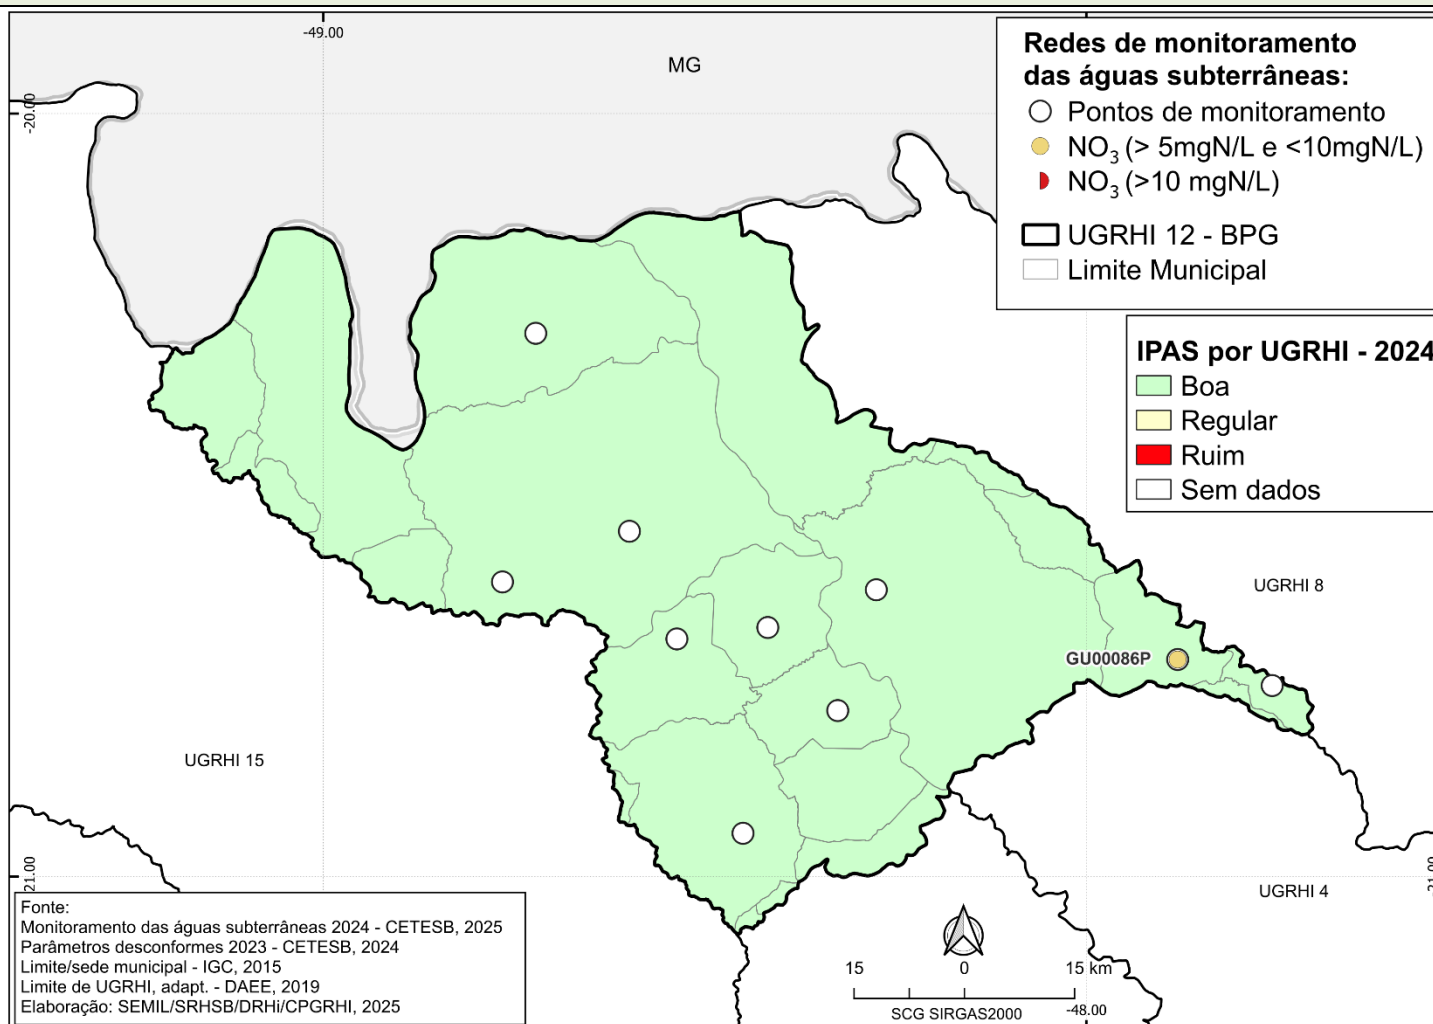 -49.00
MG
-20.00
Redes de monitoramento
das águas subterrâneas:
Pontos de monitoramento
NO3 (> 5mgN/L e <10mgN/L)
NO3 (>10 mgN/L)
UGRHI 12 - BPG
Limite Municipal
IPAS por UGRHI - 2024
Boa
Regular
Ruim
Sem dados
UGRHI 8
GU00086P
UGRHI 15
UGRHI 4
-21.00
21.00
Fonte:
Monitoramento das águas subterrâneas 2024 - CETESB, 2025
Parâmetros desconformes 2023 - CETESB, 2024
Limite/sede municipal - IGC, 2015
Limite de UGRHI, adapt. - DAEE, 2019
Elaboração: SEMIL/SRHSB/DRHi/CPGRHI, 2025
15 0 15 km
SCG SIRGAS2000
-48.00